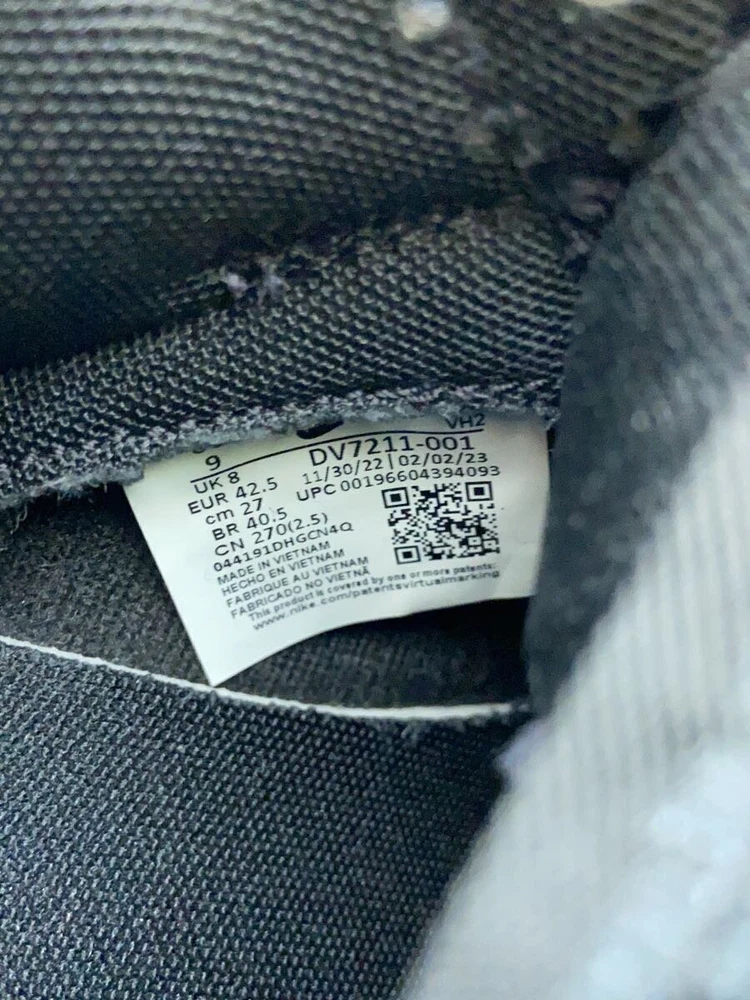 VH2
9
DV7211-001
UK 8
11/30/22 | 02/02/23
EUR 42.5
UPC 00196604394093
cm 27
BR 40.5
CN 270(2.5)
044191DHGCN4Q
MADE IN VIETNAM
HECHO EN VIETNAM
FABRIQUE AU VIETNAM
FABRICADO NO VIETNÃ
This product is covered by one or more patents:
www.nike.com/patentsvirtualmarking